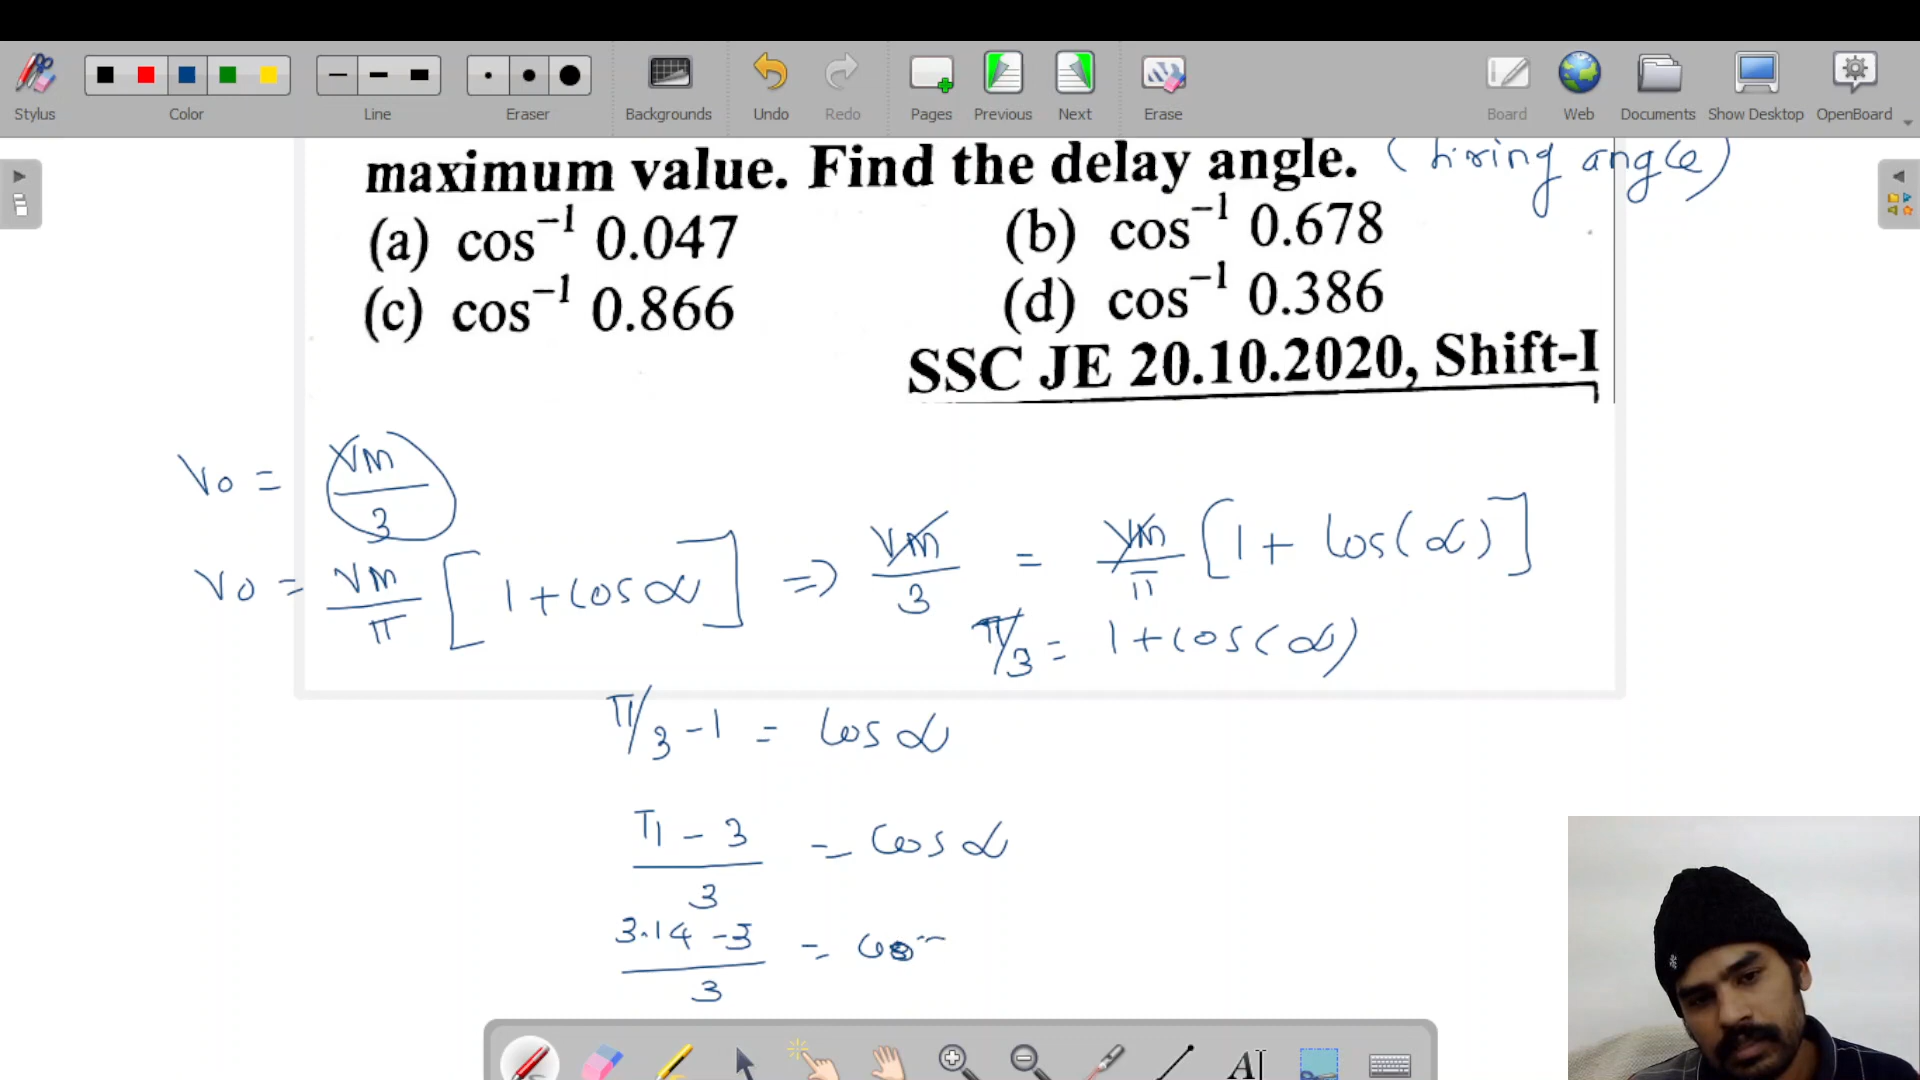 Stylus Color Line Eraser Backgrounds Undo Redo Pages Previous Next Erase Board Web Documents Show Desktop OpenBoard
maximum value. Find the delay angle. (firing angle)
(a) cos⁻¹ 0.047 (b) cos⁻¹ 0.678
(c) cos⁻¹ 0.866 (d) cos⁻¹ 0.386
SSC JE 20.10.2020, Shift-I
V0 = Vm/3
V0 = Vm/π [1+cos α] => Vm/3 = Vm/π [1+cos(α)]
π/3 = 1+cos(α)
π/3 - 1 = cos α
π - 3/3 = cos α
3.14 - 3/3 = cos
A